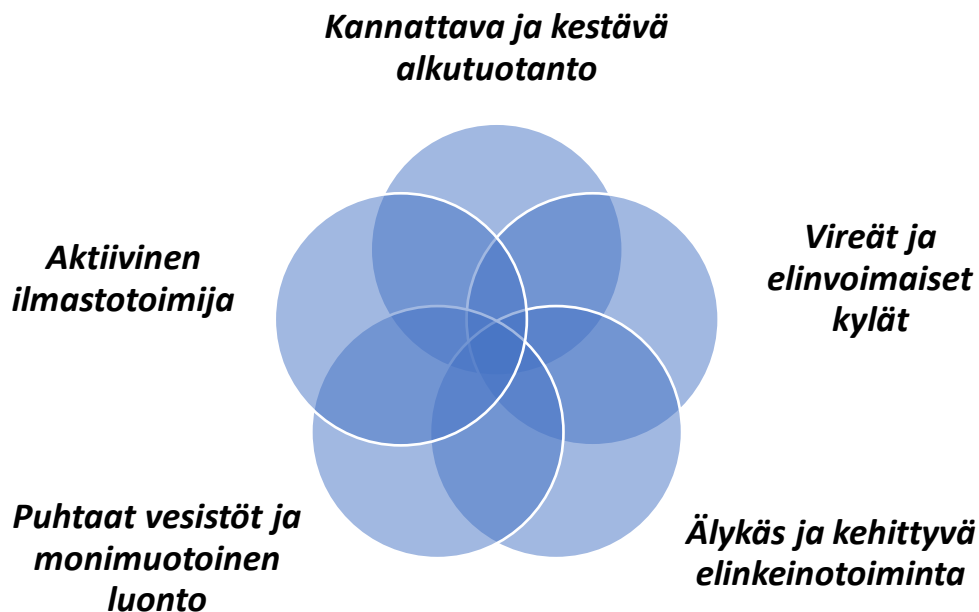 Kannattava ja kestävä
alkutuotanto
Aktiivinen
ilmastotoimija
Vireät ja
elinvoimaiset
kylät
Puhtaat vesistöt ja
monimuotoinen
luonto
Älykäs ja kehittyvä
elinkeinotoiminta